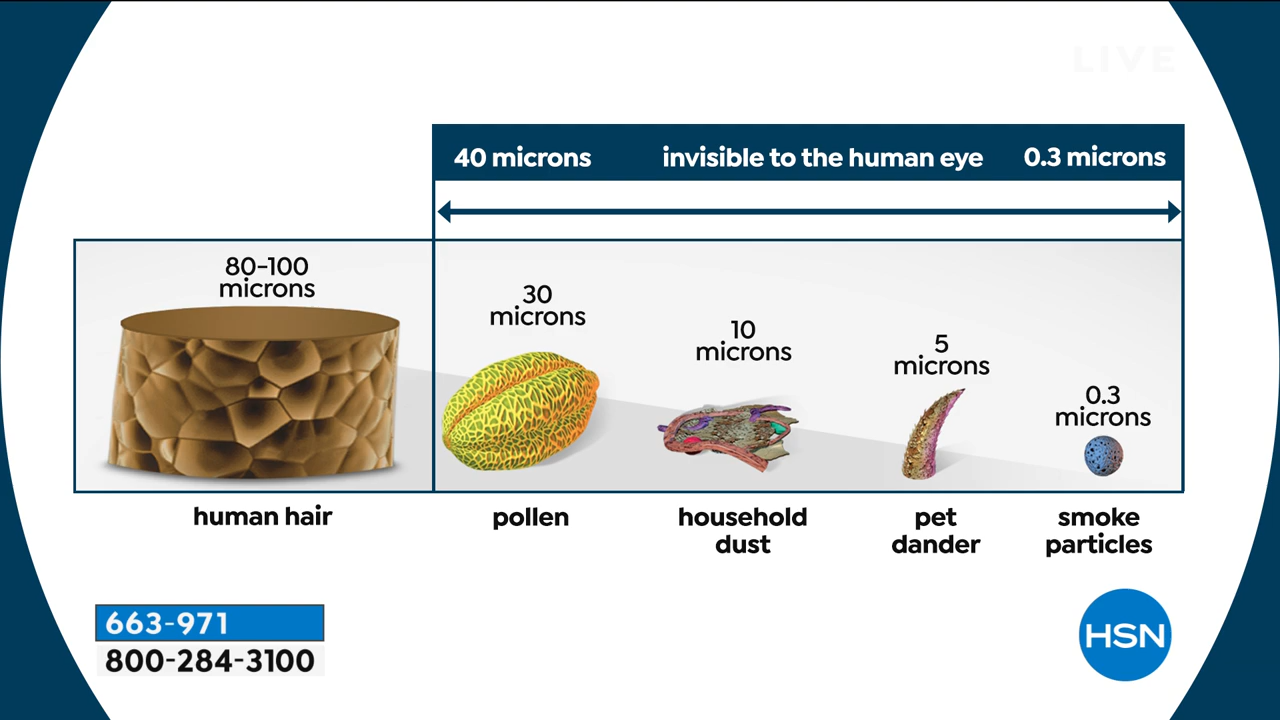 LIVE
40 microns invisible to the human eye 0.3 microns
80-100
microns
30
microns
10
microns
5
microns
0.3
microns
human hair
pollen
household
dust
pet
dander
smoke
particles
663-971
800-284-3100
HSN